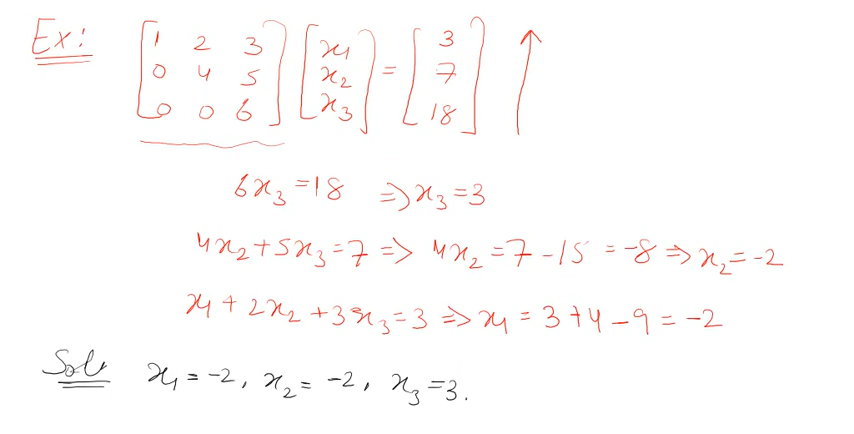 Ex: [1 2 3; 0 4 5; 0 0 6] [x₁; x₂; x₃] = [3; 7; 18] ↑
6x₃ = 18 ⇒ x₃ = 3
4x₂ + 5x₃ = 7 ⇒ 4x₂ = 7 - 15 = -8 ⇒ x₂ = -2
x₁ + 2x₂ + 3x₃ = 3 ⇒ x₁ = 3 + 4 - 9 = -2
Sol: x₁ = -2, x₂ = -2, x₃ = 3.